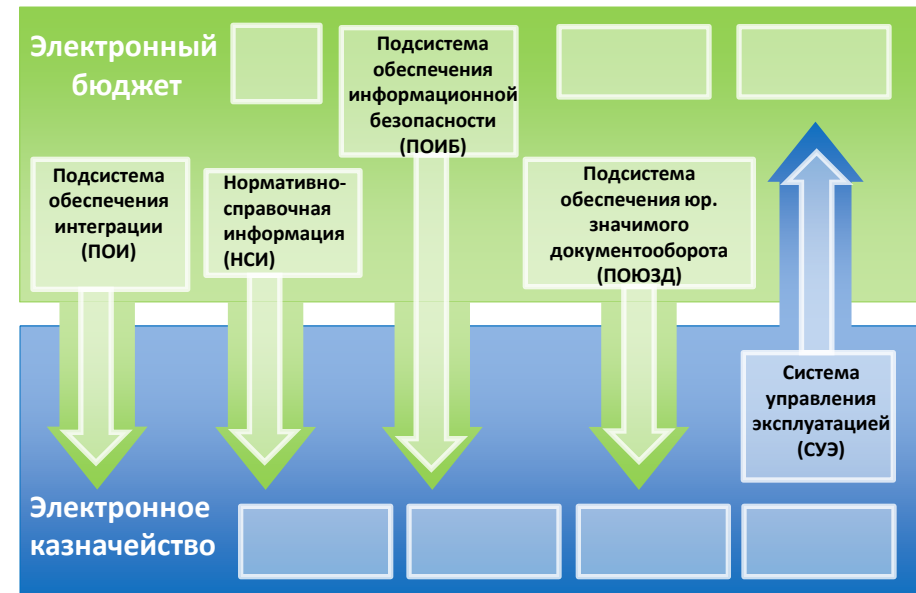 Электронный
бюджет
Подсистема
обеспечения
информационной
безопасности
(ПОИБ)
Подсистема
обеспечения
интеграции
(ПОИ)
Нормативно-
справочная
информация
(НСИ)
Подсистема
обеспечения юр.
значимого
документооборота
(ПОЮЗД)
Система
управления
эксплуатацией
(СУЭ)
Электронное
казначейство